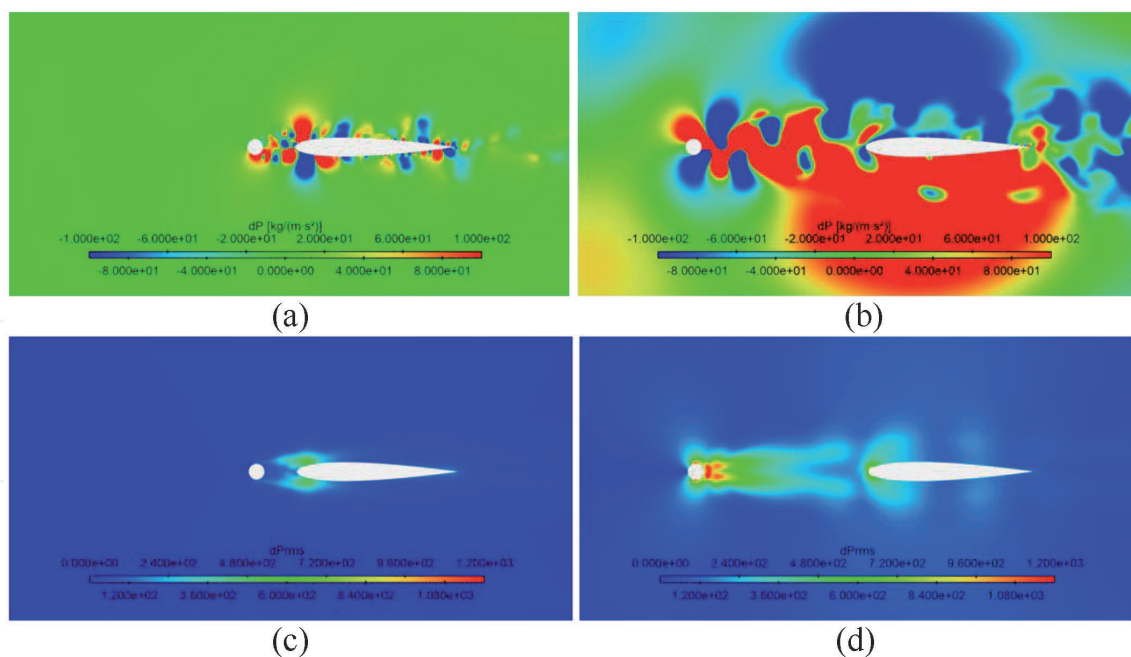 dP [kg/(m·s²)]
-1.000e+02 -6.000e+01 -2.000e+01 2.000e+01 6.000e+01 1.000e+02
-8.000e+01 -4.000e+01 0.000e+00 4.000e+01 8.000e+01
(a)
dP [kg/(m·s²)]
-1.000e+02 -6.000e+01 -2.000e+01 2.000e+01 6.000e+01 1.000e+02
-8.000e+01 -4.000e+01 0.000e+00 4.000e+01 8.000e+01
(b)
dPrms
0.000e+00 2.400e+02 4.800e+02 7.200e+02 9.600e+02 1.200e+03
1.200e+02 3.600e+02 6.000e+02 8.400e+02 1.080e+03
(c)
dPrms
0.000e+00 2.400e+02 4.800e+02 7.200e+02 9.600e+02 1.200e+03
1.200e+02 3.600e+02 6.000e+02 8.400e+02 1.080e+03
(d)